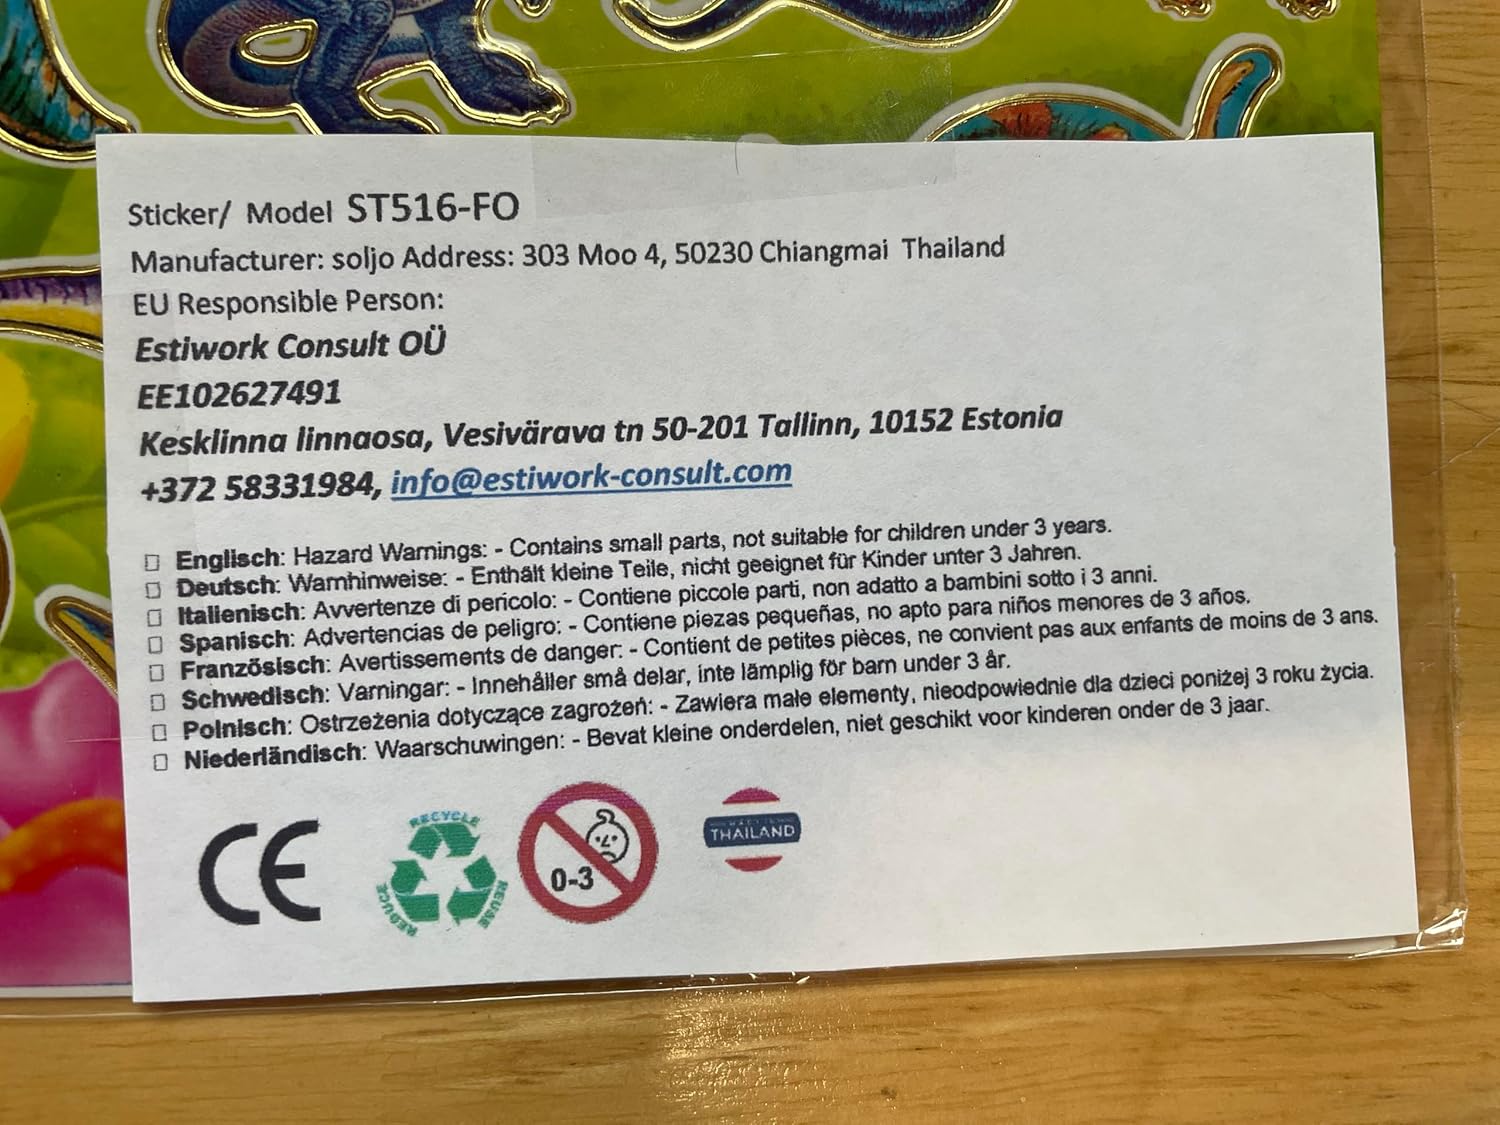 Sticker/ Model ST516-FO
Manufacturer: soljo Address: 303 Moo 4, 50230 Chiangmai Thailand
EU Responsible Person:
Estiwork Consult OÜ
EE102627491
Kesklinna linnaosa, Vesivärava tn 50-201 Tallinn, 10152 Estonia
+372 58331984, info@estiwork-consult.com
Englisch: Hazard Warnings: - Contains small parts, not suitable for children under 3 years.
Deutsch: Warnhinweise: - Enthält kleine Teile, nicht geeignet für Kinder unter 3 Jahren.
Italienisch: Avvertenze di pericolo: - Contiene piccole parti, non adatto a bambini sotto i 3 anni.
Spanisch: Advertencias de peligro: - Contiene piezas pequeñas, no apto para niños menores de 3 años.
Französisch: Avertissements de danger: - Contient de petites pièces, ne convient pas aux enfants de moins de 3 ans.
Schwedisch: Varningar: - Innehåller små delar, inte lämplig för barn under 3 år.
Polnisch: Ostrzeżenia dotyczące zagrożeń: - Zawiera małe elementy, nieodpowiednie dla dzieci poniżej 3 roku życia.
Niederländisch: Waarschuwingen: - Bevat kleine onderdelen, niet geschikt voor kinderen onder de 3 jaar.
CE
RECYCLE
REDUCE
REUSE
0-3
THAILAND